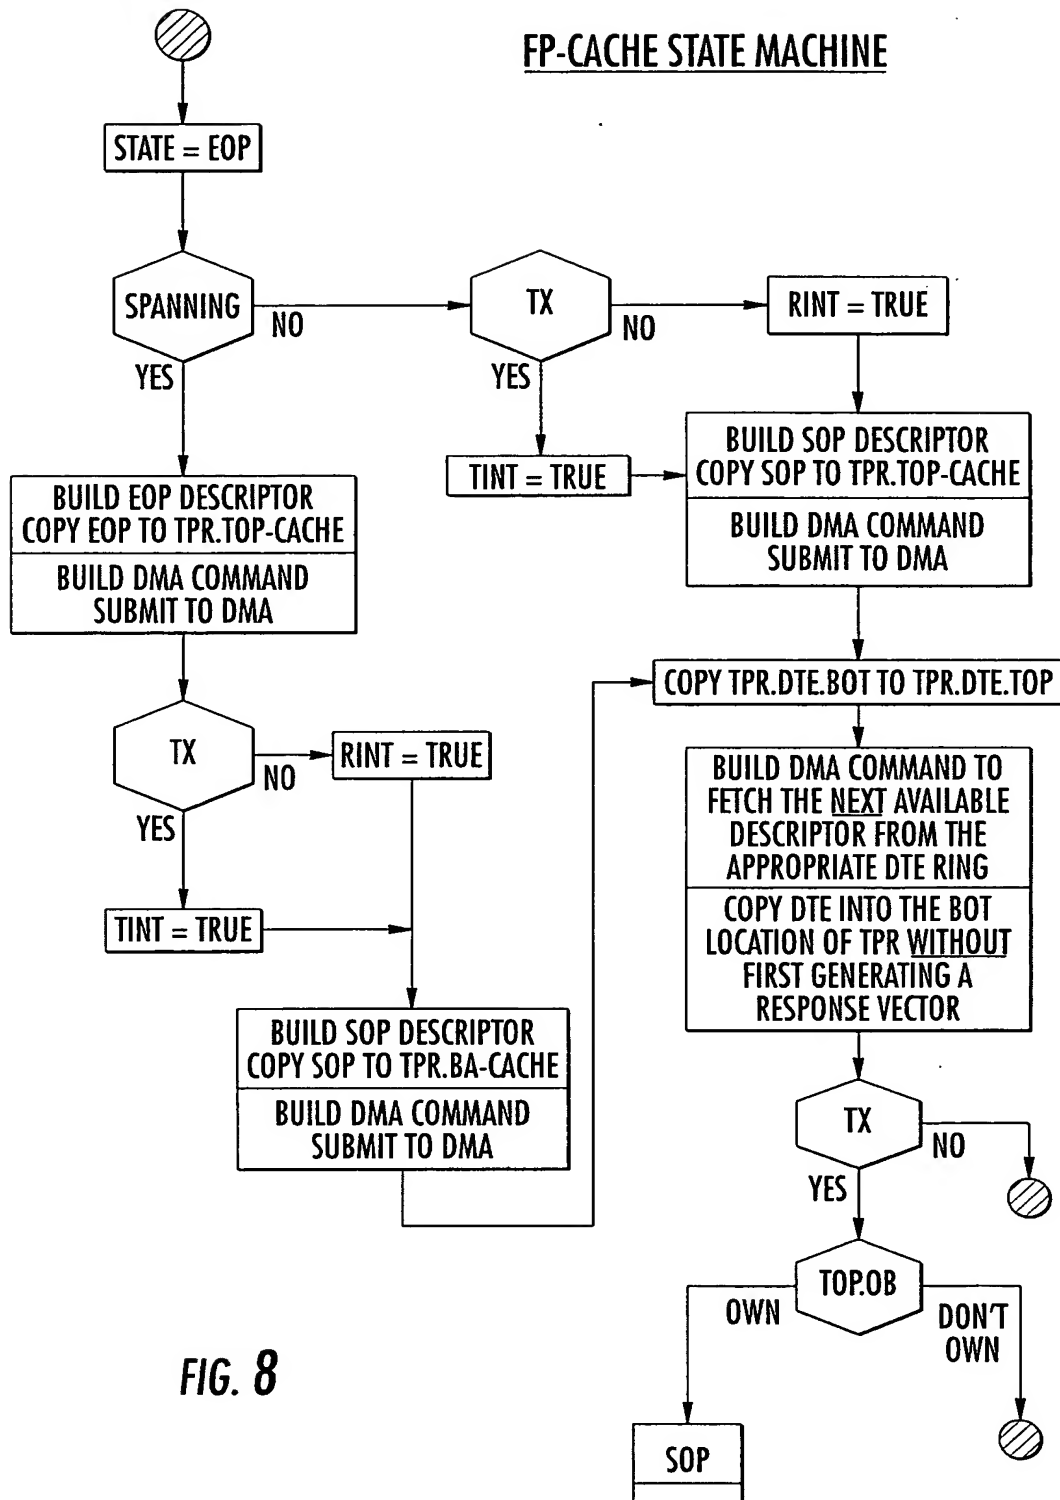 FP-CACHE STATE MACHINE
STATE = EOP
SPANNING
NO
YES
TX
NO
YES
RINT = TRUE
TINT = TRUE
BUILD SOP DESCRIPTOR
COPY SOP TO TPR.TOP-CACHE
BUILD DMA COMMAND
SUBMIT TO DMA
BUILD EOP DESCRIPTOR
COPY EOP TO TPR.TOP-CACHE
BUILD DMA COMMAND
SUBMIT TO DMA
TX
NO
YES
RINT = TRUE
TINT = TRUE
BUILD SOP DESCRIPTOR
COPY SOP TO TPR.BA-CACHE
BUILD DMA COMMAND
SUBMIT TO DMA
COPY TPR.DTE.BOT TO TPR.DTE.TOP
BUILD DMA COMMAND TO
FETCH THE NEXT AVAILABLE
DESCRIPTOR FROM THE
APPROPRIATE DTE RING
COPY DTE INTO THE BOT
LOCATION OF TPR WITHOUT
FIRST GENERATING A
RESPONSE VECTOR
TX
NO
YES
TOP.OB
OWN
DON'T
OWN
SOP
FIG. 8